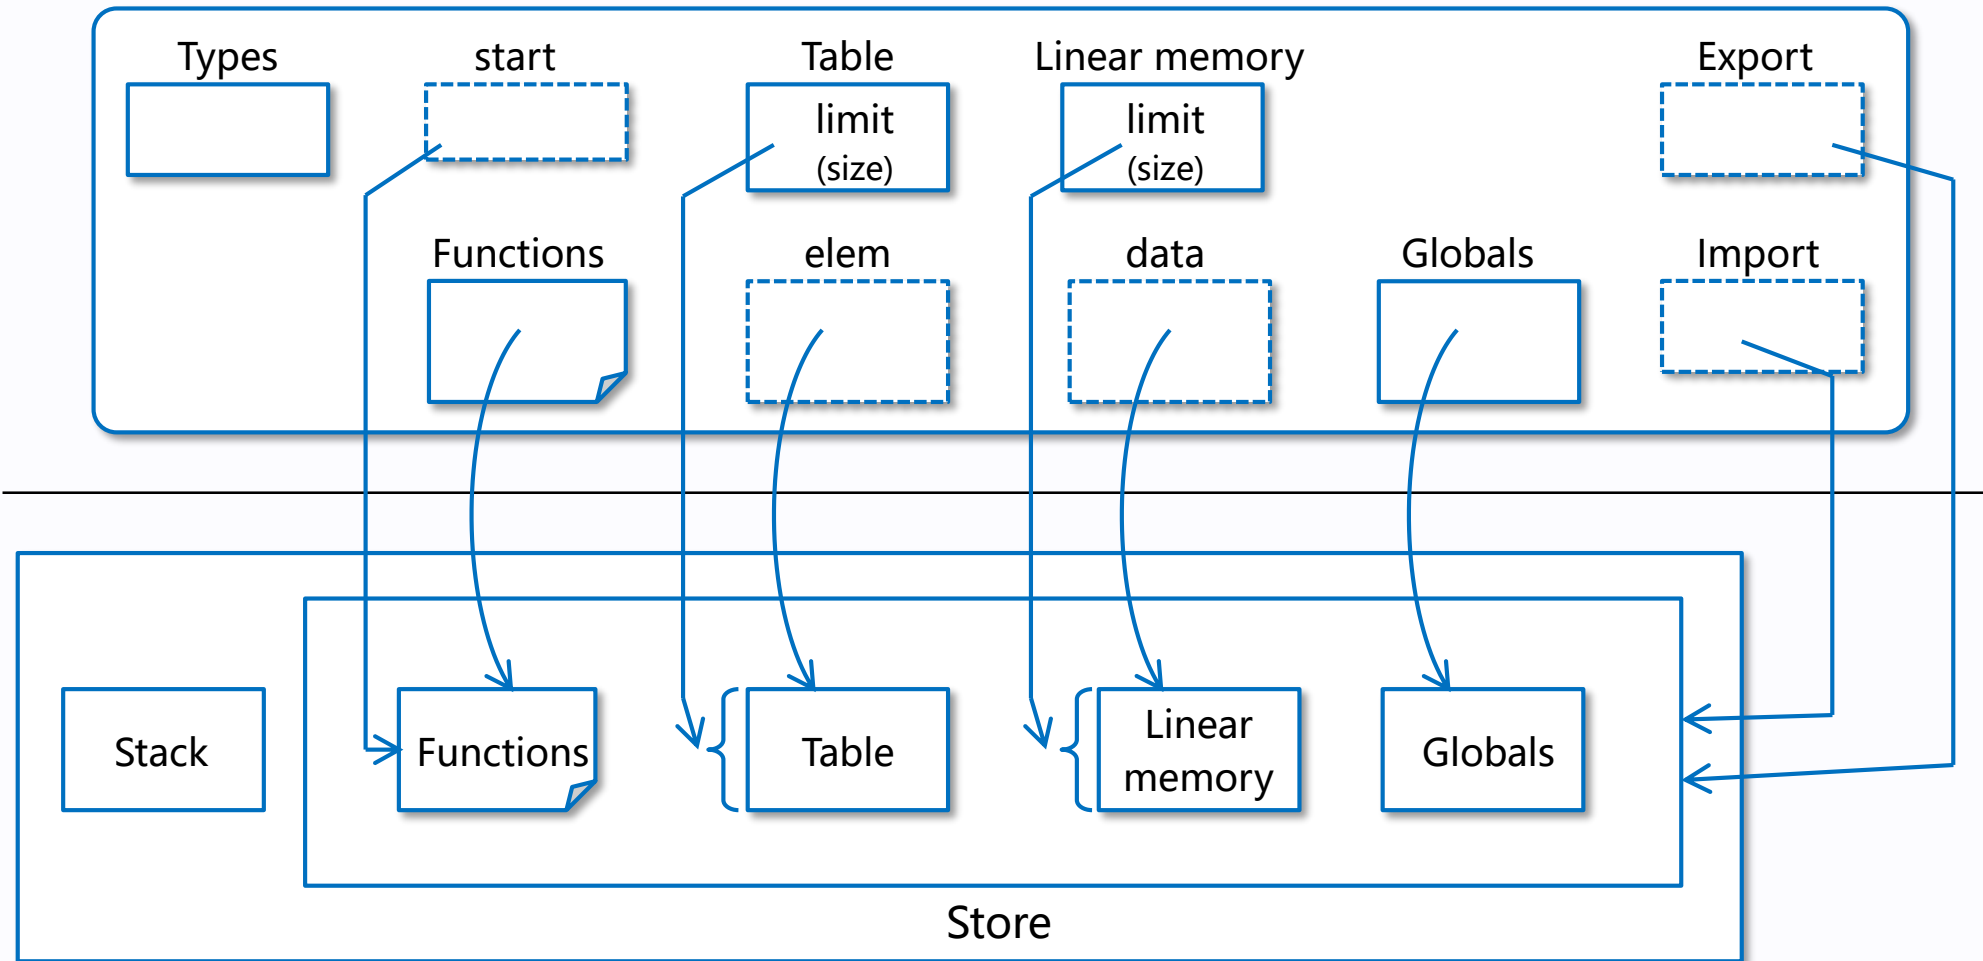 Types
start
Table
Linear memory
Export
limit
(size)
limit
(size)
Functions
elem
data
Globals
Import
Stack
Functions
Table
Linear
memory
Globals
Store